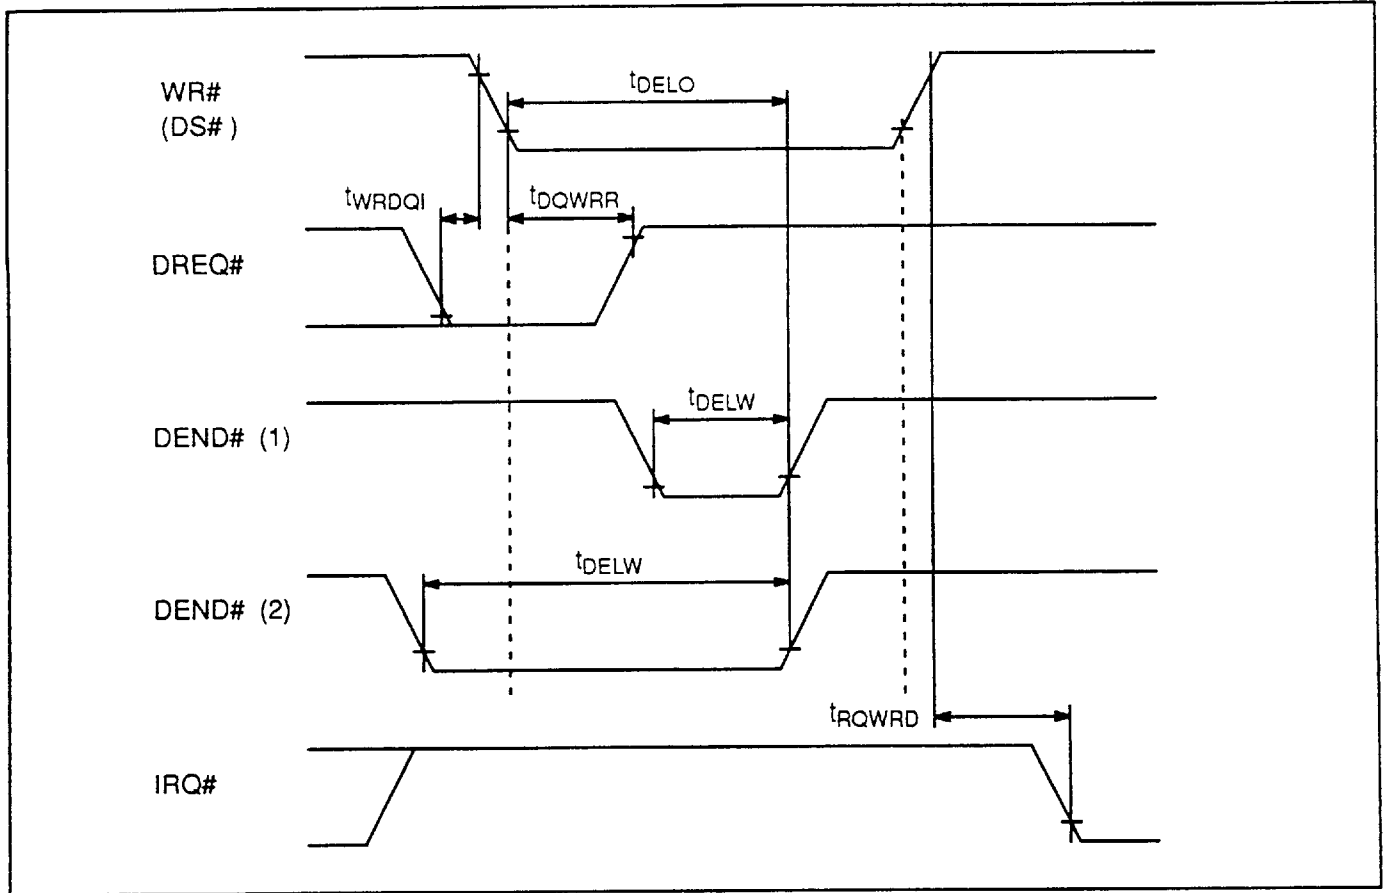 WR#
(DS# )
tDELO
tWRDQI
tDQWRR
DREQ#
tDELW
DEND# (1)
tDELW
DEND# (2)
tRQWRD
IRQ#